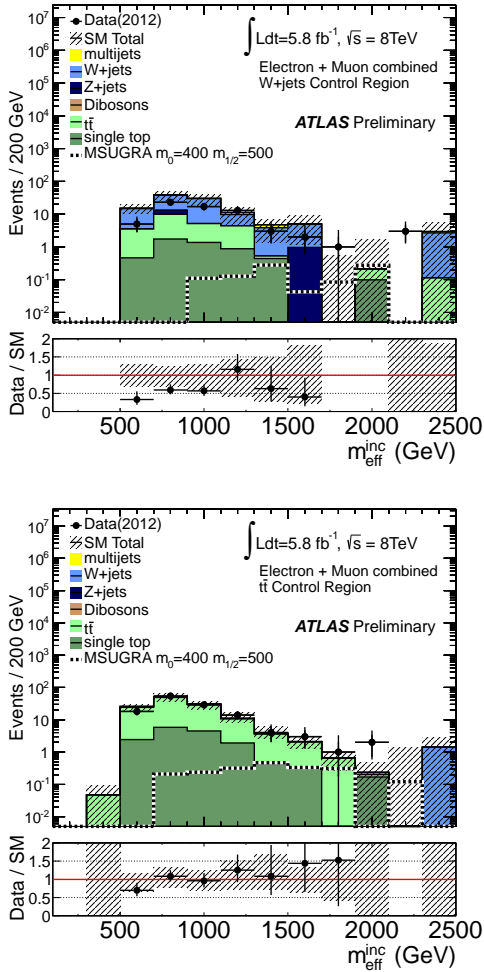 Data(2012)
SM Total
multijets
W+jets
Z+jets
Dibosons
tt̄
single top
MSUGRA m₀=400 m₁/₂=500
∫Ldt=5.8 fb⁻¹, √s = 8TeV
Electron + Muon combined
W+jets Control Region
ATLAS Preliminary
Events / 200 GeV
10⁷
10⁶
10⁵
10⁴
10³
10²
10
1
10⁻¹
10⁻²
Data / SM
2
1.5
1
0.5
0
500 1000 1500 2000 2500
m_eff^inc (GeV)
Data(2012)
SM Total
multijets
W+jets
Z+jets
Dibosons
tt̄
single top
MSUGRA m₀=400 m₁/₂=500
∫Ldt=5.8 fb⁻¹, √s = 8TeV
Electron + Muon combined
tt̄ Control Region
ATLAS Preliminary
Events / 200 GeV
10⁷
10⁶
10⁵
10⁴
10³
10²
10
1
10⁻¹
10⁻²
Data / SM
2
1.5
1
0.5
0
500 1000 1500 2000 2500
m_eff^inc (GeV)